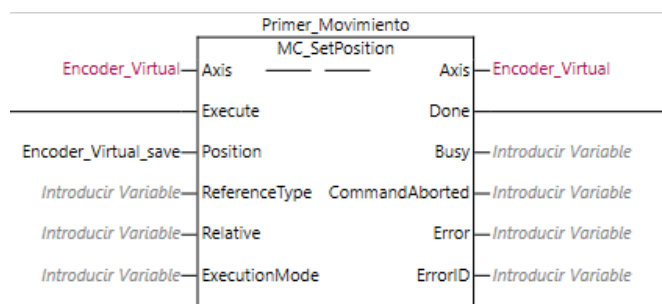 Primer_Movimiento
MC_SetPosition
Encoder_Virtual Axis Axis Encoder_Virtual
Execute Done
Encoder_Virtual_save Position Busy Introducir Variable
Introducir Variable ReferenceType CommandAborted Introducir Variable
Introducir Variable Relative Error Introducir Variable
Introducir Variable ExecutionMode ErrorID Introducir Variable